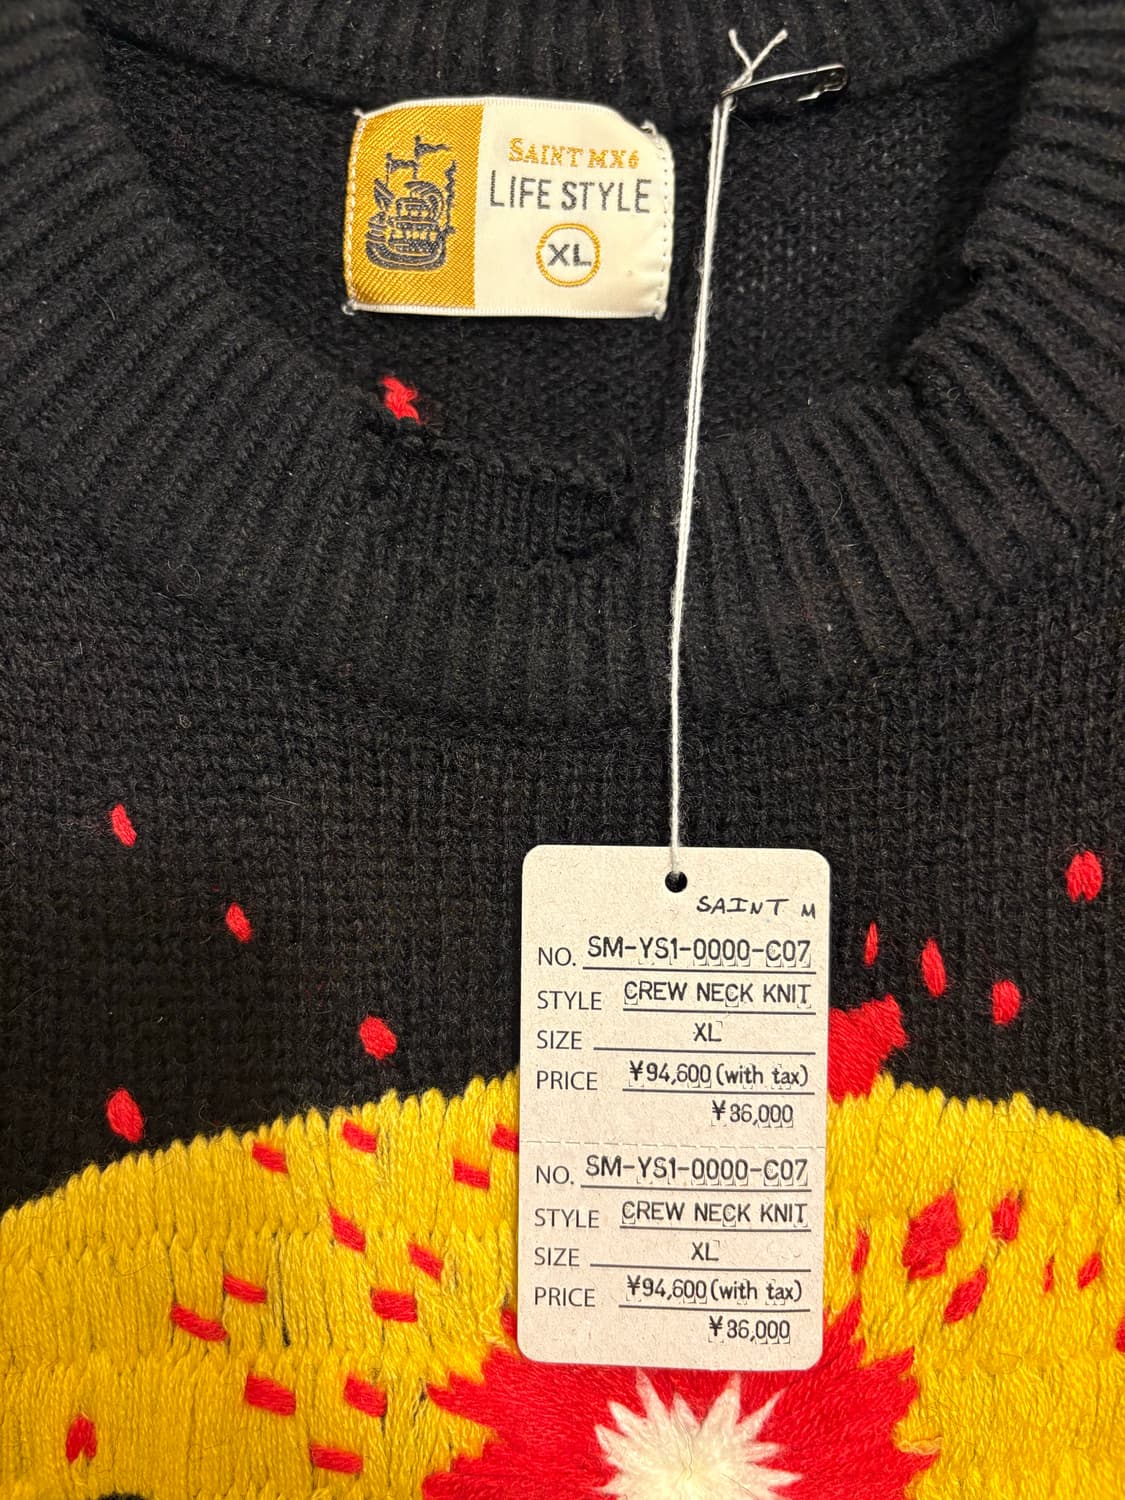 SAINT MX6
LIFE STYLE
XL
SAINT M
NO. SM-YS1-0000-C07
STYLE CREW NECK KNIT
SIZE XL
PRICE ¥94,600(with tax)
¥86,000
NO. SM-YS1-0000-C07
STYLE CREW NECK KNIT
SIZE XL
PRICE ¥94,600(with tax)
¥86,000